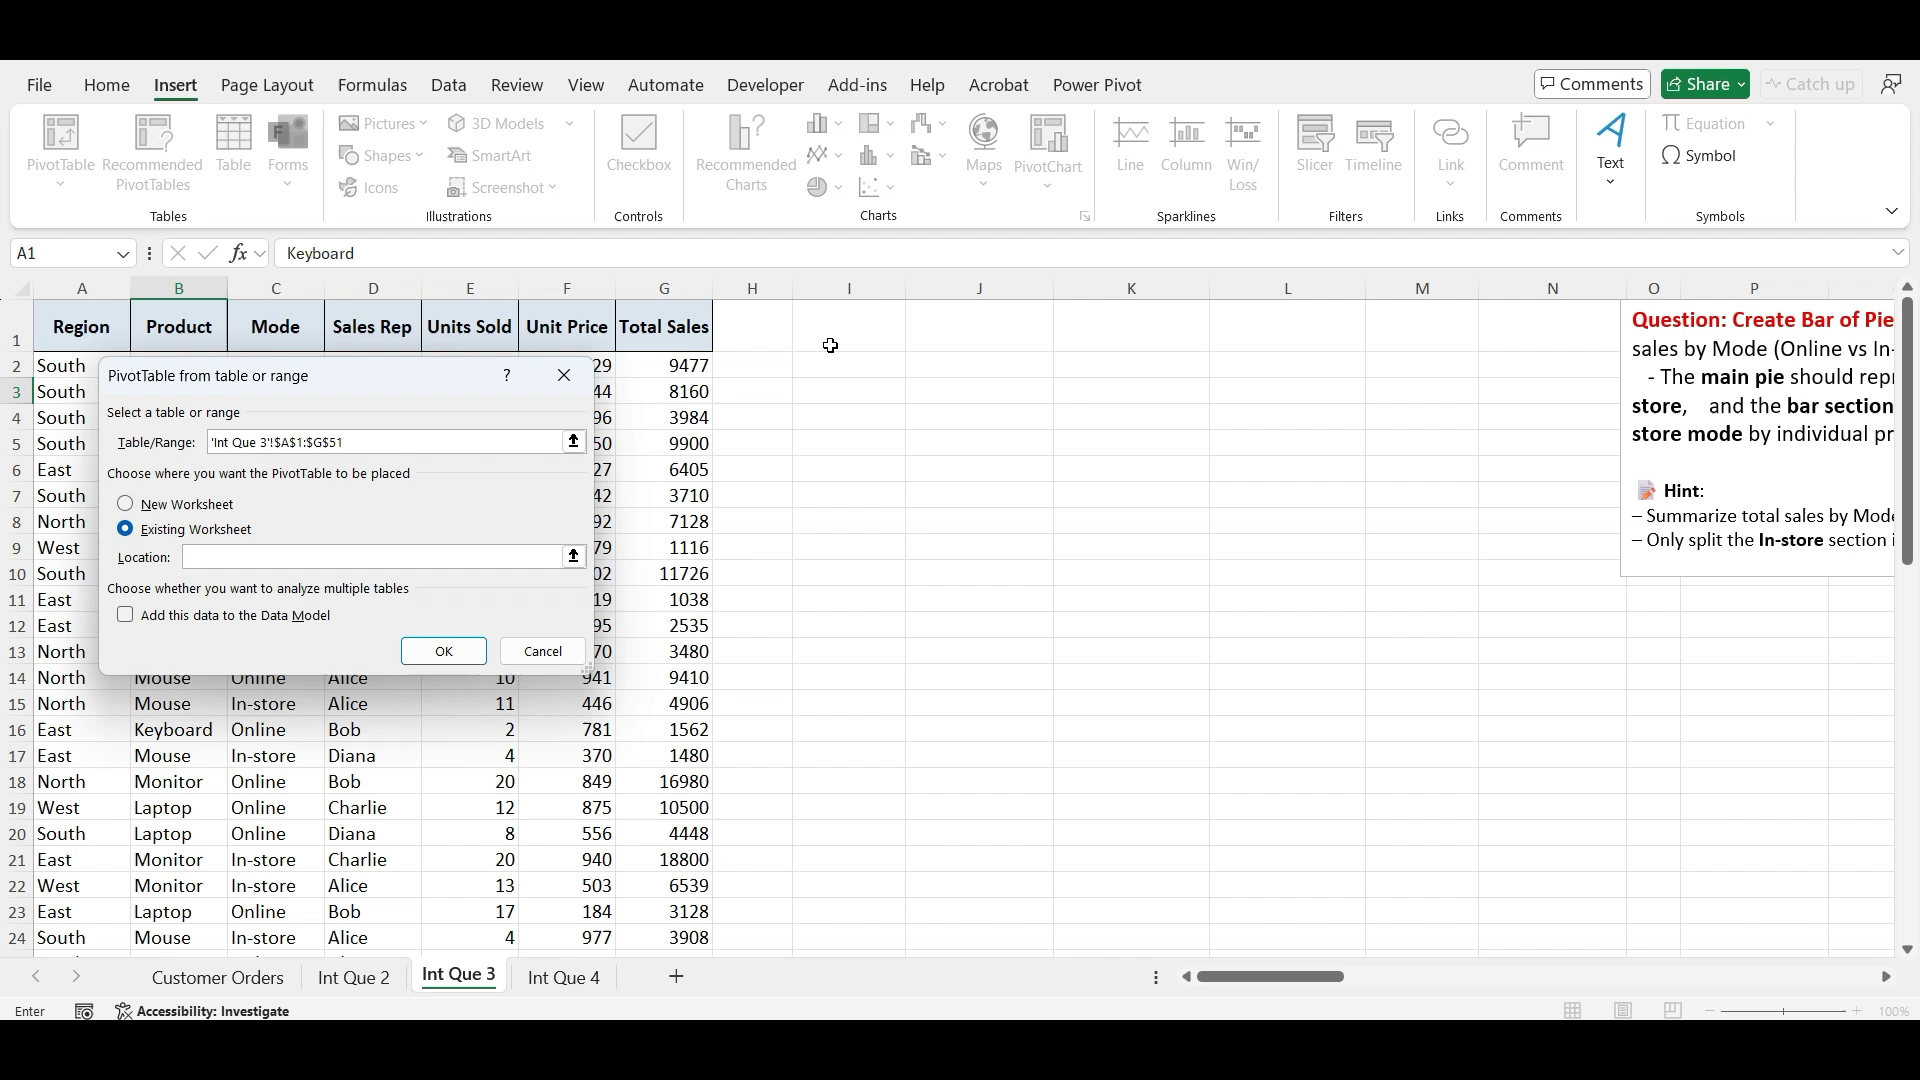 File Home Insert Page Layout Formulas Data Review View Automate Developer Add-ins Help Acrobat Power Pivot Comments Share Catch up
PivotTable Recommended PivotTables Table Forms
Tables
Pictures Shapes Icons 3D Models SmartArt Screenshot
Illustrations
Checkbox
Controls
Recommended Charts Maps PivotChart
Charts
Line Column Win/Loss
Sparklines
Slicer Timeline
Filters
Link
Links
Comment
Comments
Text
Equation
Symbol
Symbols
A1 fx Keyboard
A B C D E F G H I J K L M N O P
1 Region Product Mode Sales Rep Units Sold Unit Price Total Sales
2 South 29 9477
3 South 44 8160
4 South 96 3984
5 South 50 9900
6 East 27 6405
7 South 42 3710
8 North 92 7128
9 West 79 1116
10 South 02 11726
11 East 19 1038
12 East 95 2535
13 North 70 3480
14 North Mouse Online Alice 10 941 9410
15 North Mouse In-store Alice 11 446 4906
16 East Keyboard Online Bob 2 781 1562
17 East Mouse In-store Diana 4 370 1480
18 North Monitor Online Bob 20 849 16980
19 West Laptop Online Charlie 12 875 10500
20 South Laptop Online Diana 8 556 4448
21 East Monitor In-store Charlie 20 940 18800
22 West Monitor In-store Alice 13 503 6539
23 East Laptop Online Bob 17 184 3128
24 South Mouse In-store Alice 4 977 3908
PivotTable from table or range ?
Select a table or range
Table/Range: 'Int Que 3'!$A$1:$G$51
Choose where you want the PivotTable to be placed
New Worksheet
Existing Worksheet
Location:
Choose whether you want to analyze multiple tables
Add this data to the Data Model
OK Cancel
Question: Create Bar of Pie
sales by Mode (Online vs In-
- The main pie should repr
store, and the bar section
store mode by individual pr
Hint:
– Summarize total sales by Mode
– Only split the In-store section i
Customer Orders Int Que 2 Int Que 3 Int Que 4
Enter Accessibility: Investigate 100%